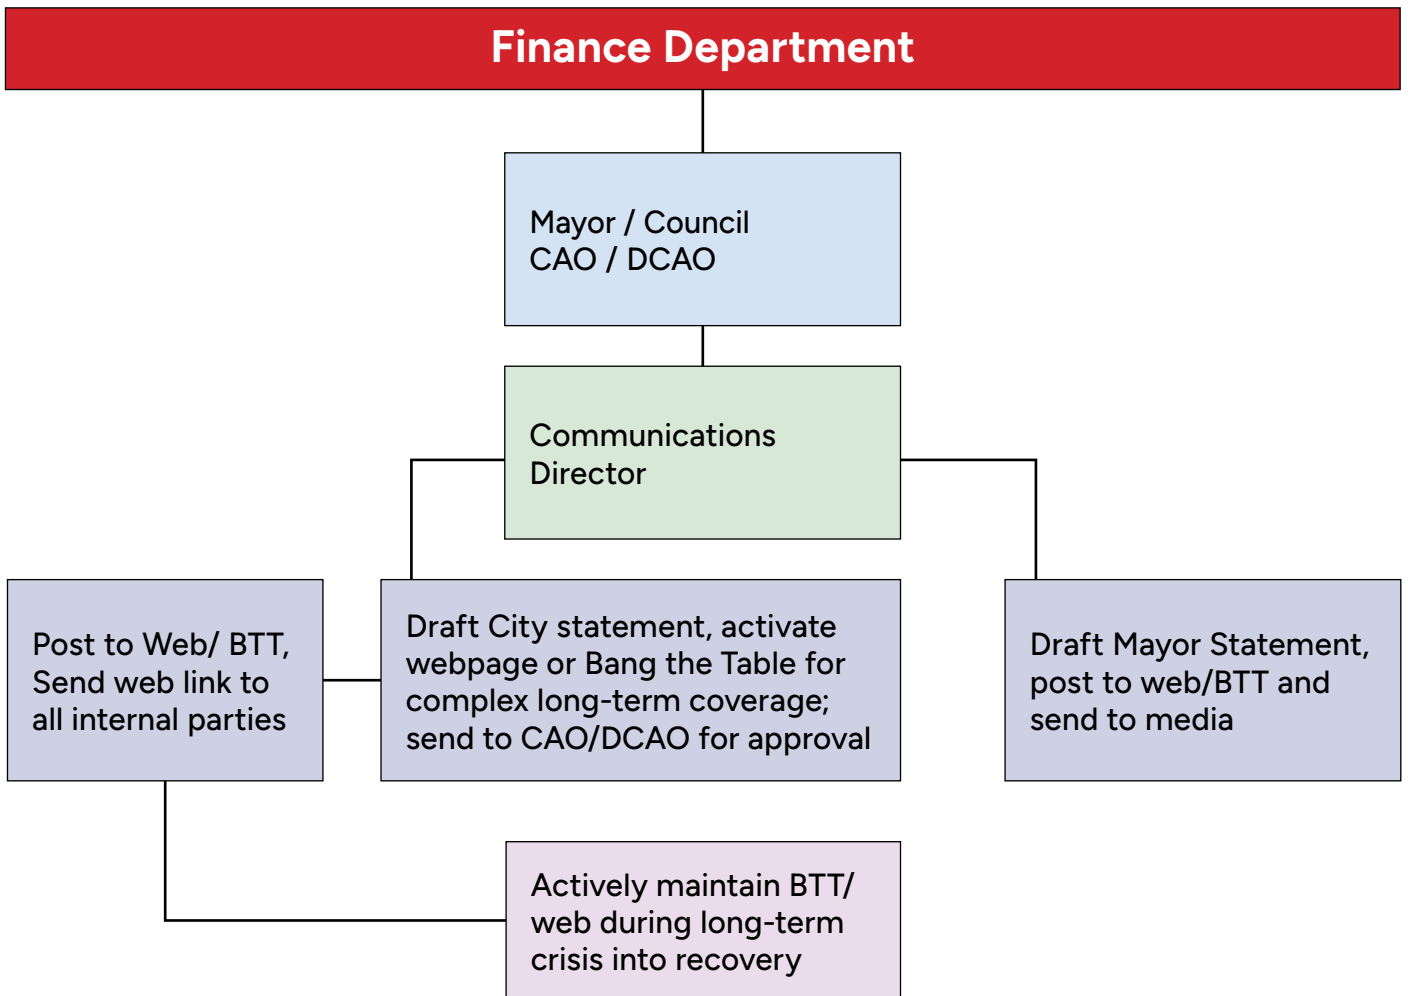 Finance Department
Mayor / Council
CAO / DCAO
Communications
Director
Post to Web/ BTT,
Send web link to
all internal parties
Draft City statement, activate
webpage or Bang the Table for
complex long-term coverage;
send to CAO/DCAO for approval
Draft Mayor Statement,
post to web/BTT and
send to media
Actively maintain BTT/
web during long-term
crisis into recovery